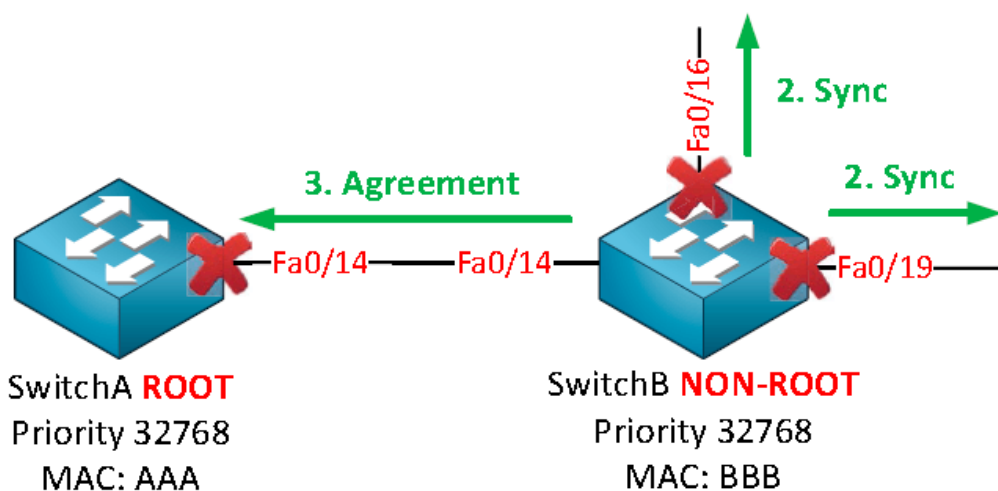 Fa0/16
2. Sync
2. Sync
3. Agreement
Fa0/14
Fa0/14
Fa0/19
SwitchA ROOT
Priority 32768
MAC: AAA
SwitchB NON-ROOT
Priority 32768
MAC: BBB